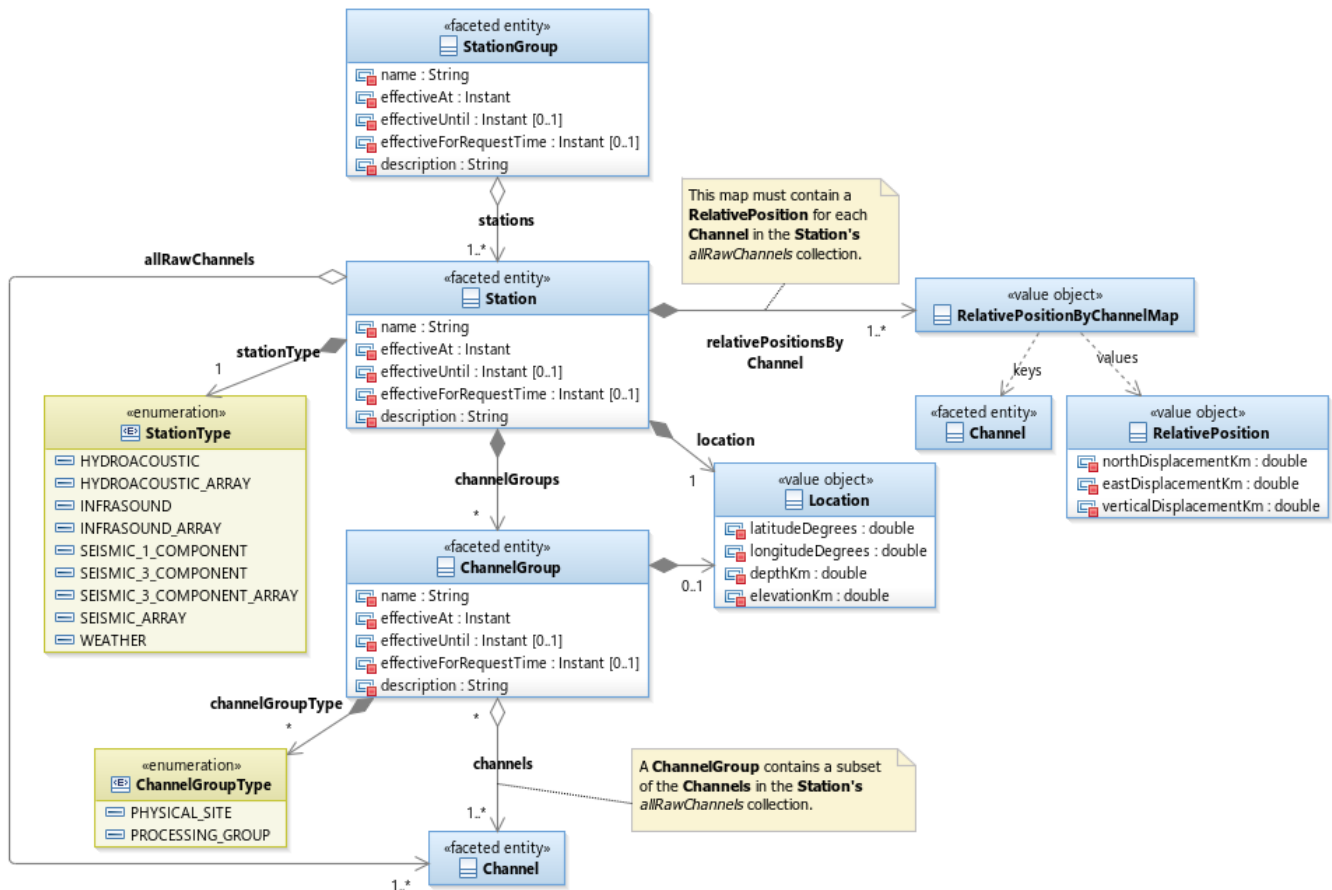 «faceted entity»
StationGroup
name : String
effectiveAt : Instant
effectiveUntil : Instant [0..1]
effectiveForRequestTime : Instant [0..1]
description : String
stations
1..*
This map must contain a
RelativePosition for each
Channel in the Station's
allRawChannels collection.
allRawChannels
«faceted entity»
Station
name : String
effectiveAt : Instant
effectiveUntil : Instant [0..1]
effectiveForRequestTime : Instant [0..1]
description : String
«value object»
RelativePositionByChannelMap
1..*
relativePositionsBy
Channel
keys
values
stationType
1
«enumeration»
<E> StationType
HYDROACOUSTIC
HYDROACOUSTIC_ARRAY
INFRASOUND
INFRASOUND_ARRAY
SEISMIC_1_COMPONENT
SEISMIC_3_COMPONENT
SEISMIC_3_COMPONENT_ARRAY
SEISMIC_ARRAY
WEATHER
«faceted entity»
Channel
«value object»
RelativePosition
northDisplacementKm : double
eastDisplacementKm : double
verticalDisplacementKm : double
location
1
channelGroups
*
«value object»
Location
latitudeDegrees : double
longitudeDegrees : double
depthKm : double
elevationKm : double
«faceted entity»
ChannelGroup
name : String
effectiveAt : Instant
effectiveUntil : Instant [0..1]
effectiveForRequestTime : Instant [0..1]
description : String
0..1
channelGroupType
*
«enumeration»
<E> ChannelGroupType
PHYSICAL_SITE
PROCESSING_GROUP
*
channels
1..*
A ChannelGroup contains a subset
of the Channels in the Station's
allRawChannels collection.
«faceted entity»
Channel
1..*